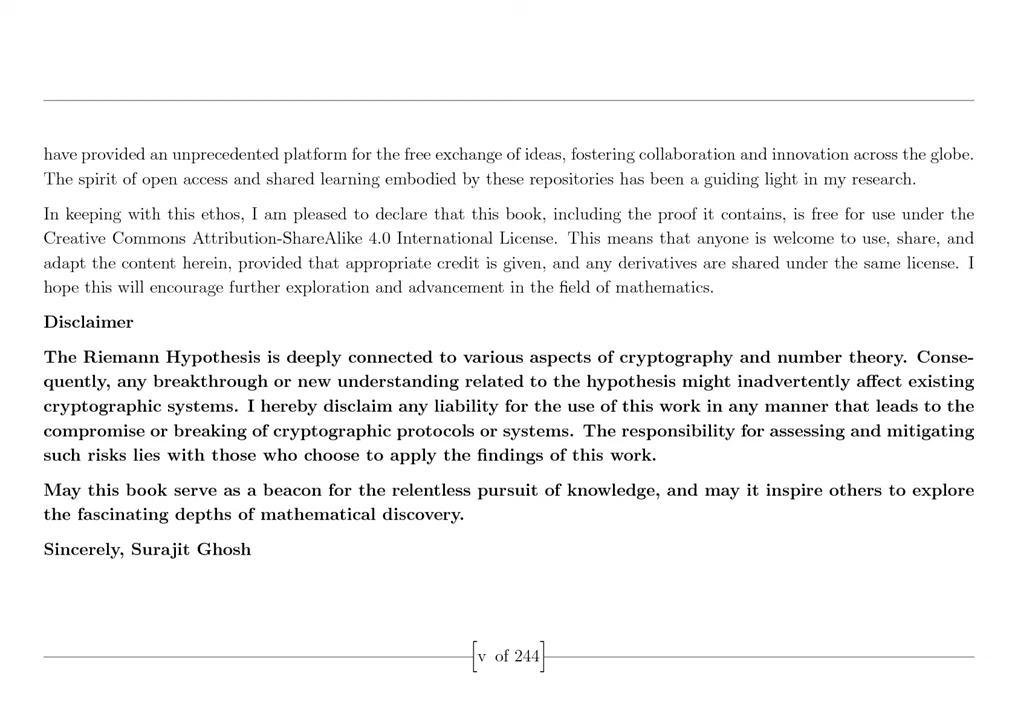 have provided an unprecedented platform for the free exchange of ideas, fostering collaboration and innovation across the globe.
The spirit of open access and shared learning embodied by these repositories has been a guiding light in my research.
In keeping with this ethos, I am pleased to declare that this book, including the proof it contains, is free for use under the
Creative Commons Attribution-ShareAlike 4.0 International License. This means that anyone is welcome to use, share, and
adapt the content herein, provided that appropriate credit is given, and any derivatives are shared under the same license. I
hope this will encourage further exploration and advancement in the field of mathematics.
Disclaimer
The Riemann Hypothesis is deeply connected to various aspects of cryptography and number theory. Conse-
quently, any breakthrough or new understanding related to the hypothesis might inadvertently affect existing
cryptographic systems. I hereby disclaim any liability for the use of this work in any manner that leads to the
compromise or breaking of cryptographic protocols or systems. The responsibility for assessing and mitigating
such risks lies with those who choose to apply the findings of this work.
May this book serve as a beacon for the relentless pursuit of knowledge, and may it inspire others to explore
the fascinating depths of mathematical discovery.
Sincerely, Surajit Ghosh
[v of 244]